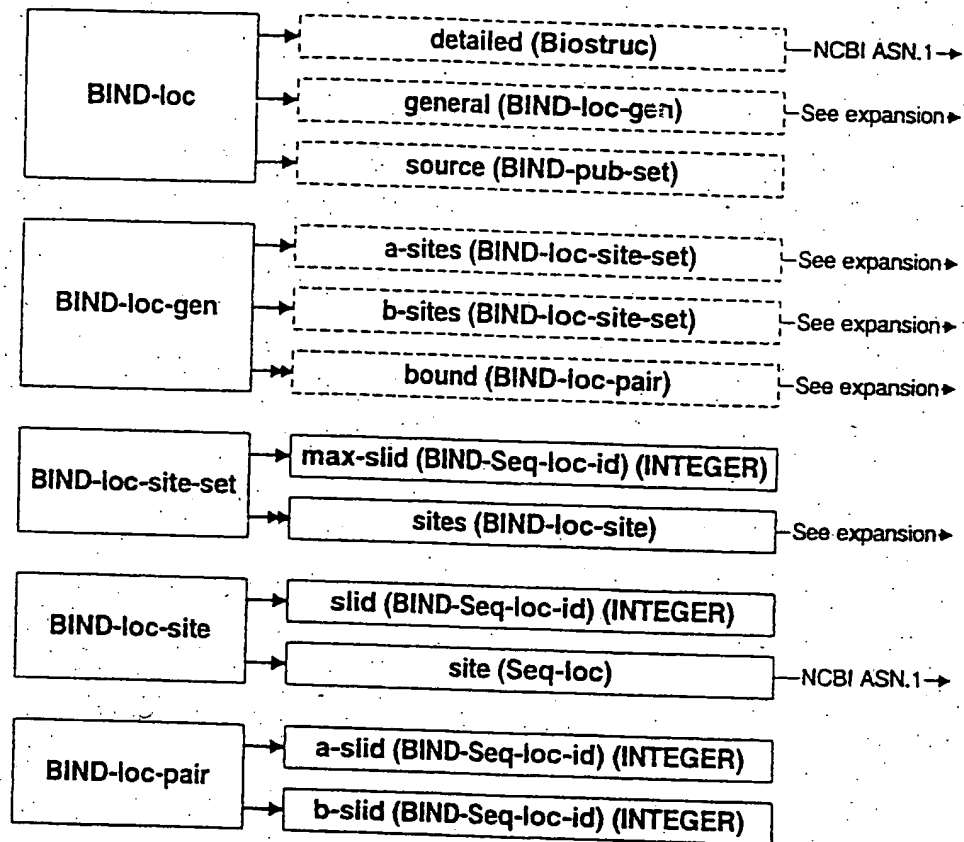 detailed (Biostruc)
NCBI ASN.1
BIND-loc
general (BIND-loc-gen)
See expansion
source (BIND-pub-set)
a-sites (BIND-loc-site-set)
See expansion
BIND-loc-gen
b-sites (BIND-loc-site-set)
See expansion
bound (BIND-loc-pair)
See expansion
max-slid (BIND-Seq-loc-id) (INTEGER)
BIND-loc-site-set
sites (BIND-loc-site)
See expansion
slid (BIND-Seq-loc-id) (INTEGER)
BIND-loc-site
site (Seq-loc)
NCBI ASN.1
a-slid (BIND-Seq-loc-id) (INTEGER)
BIND-loc-pair
b-slid (BIND-Seq-loc-id) (INTEGER)